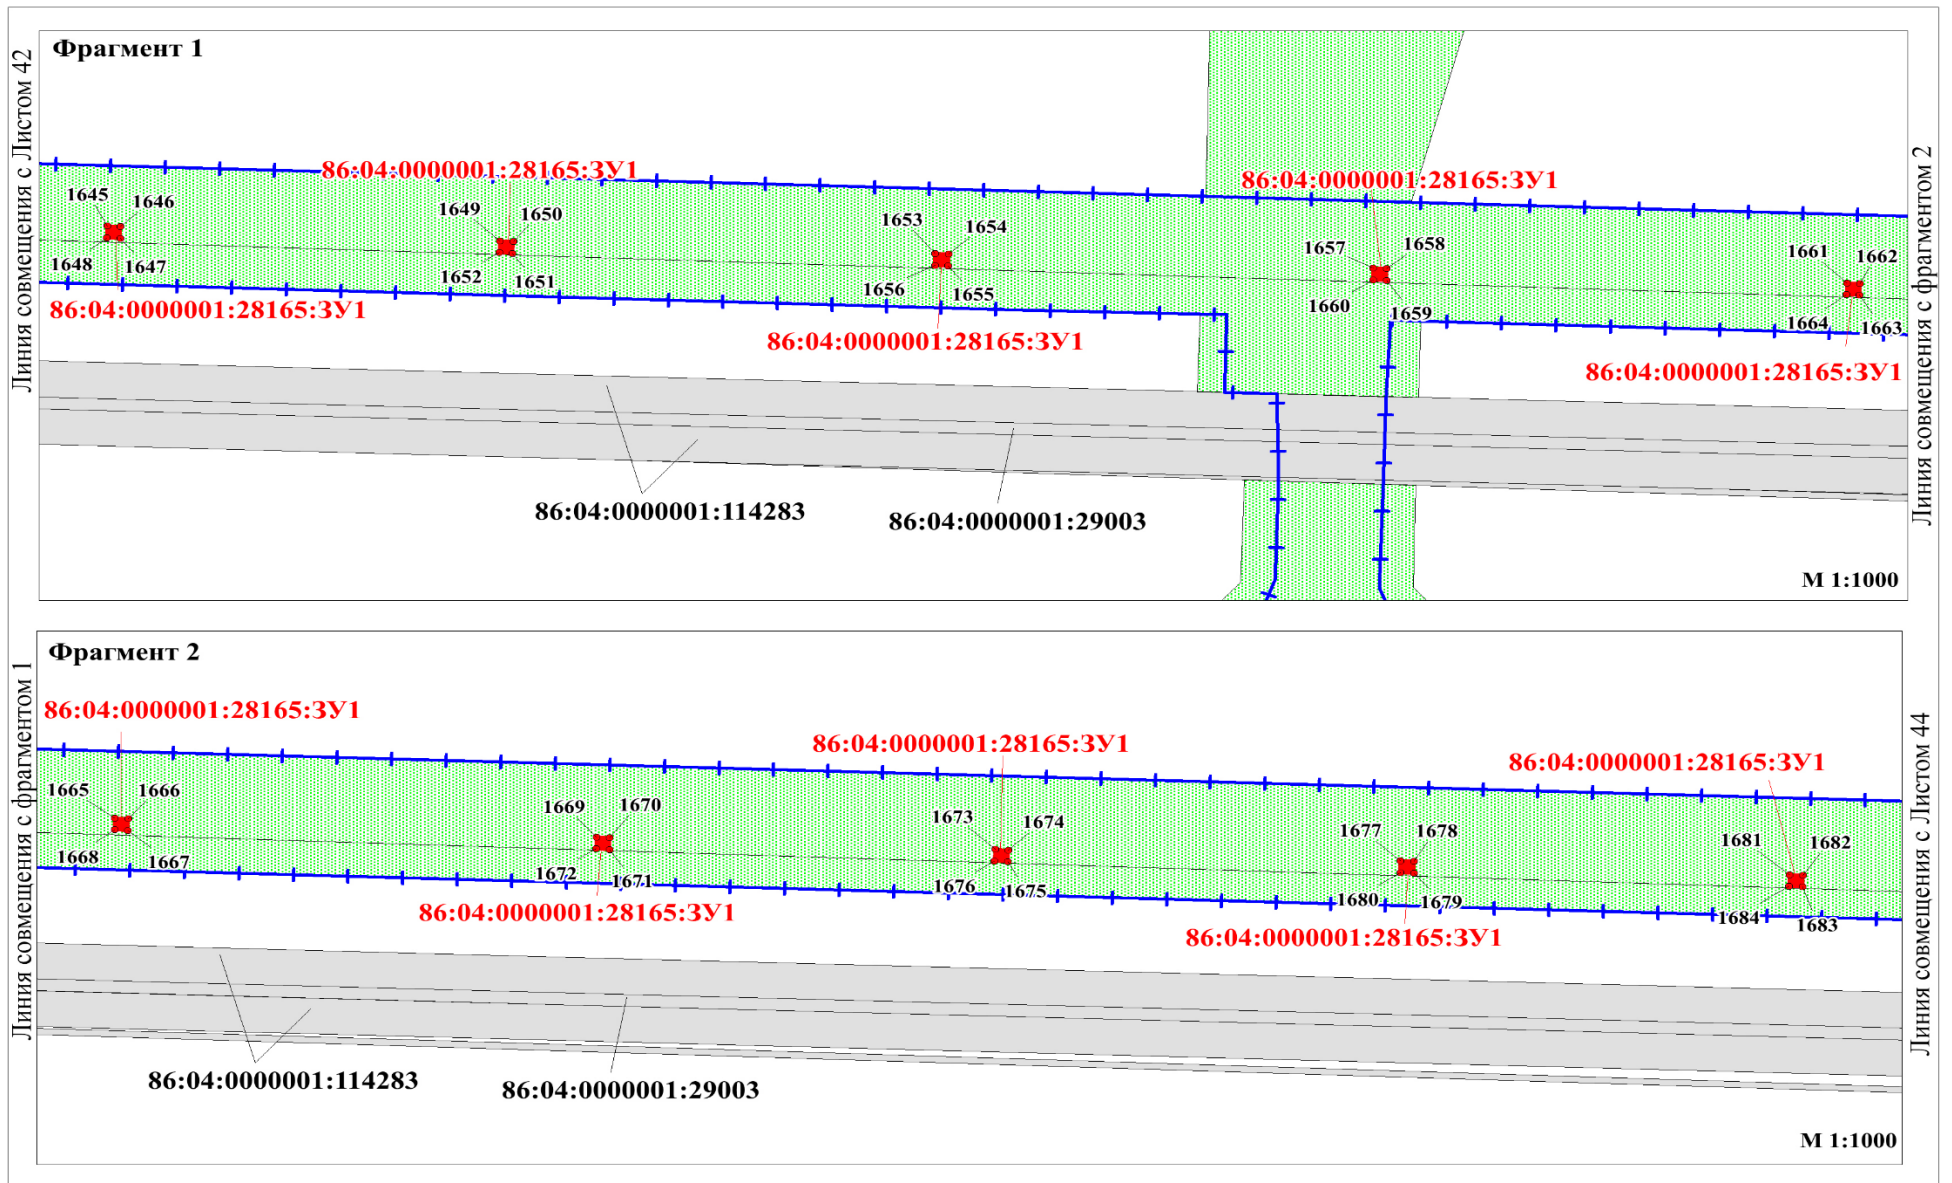 Фрагмент 1
Линия совмещения с Листом 42
Линия совмещения с фрагментом 2
86:04:0000001:28165:ЗУ1
86:04:0000001:28165:ЗУ1
1645
1646
1649
1650
1653
1654
1657
1658
1661
1662
1648
1647
1652
1651
1656
1655
1660
1659
1664
1663
86:04:0000001:28165:ЗУ1
86:04:0000001:28165:ЗУ1
86:04:0000001:28165:ЗУ1
86:04:0000001:114283
86:04:0000001:29003
М 1:1000
Фрагмент 2
Линия совмещения с фрагментом 1
Линия совмещения с Листом 44
86:04:0000001:28165:ЗУ1
86:04:0000001:28165:ЗУ1
86:04:0000001:28165:ЗУ1
1665
1666
1669
1670
1673
1674
1677
1678
1681
1682
1668
1667
1672
1671
1676
1675
1680
1679
1684
1683
86:04:0000001:28165:ЗУ1
86:04:0000001:28165:ЗУ1
86:04:0000001:114283
86:04:0000001:29003
М 1:1000